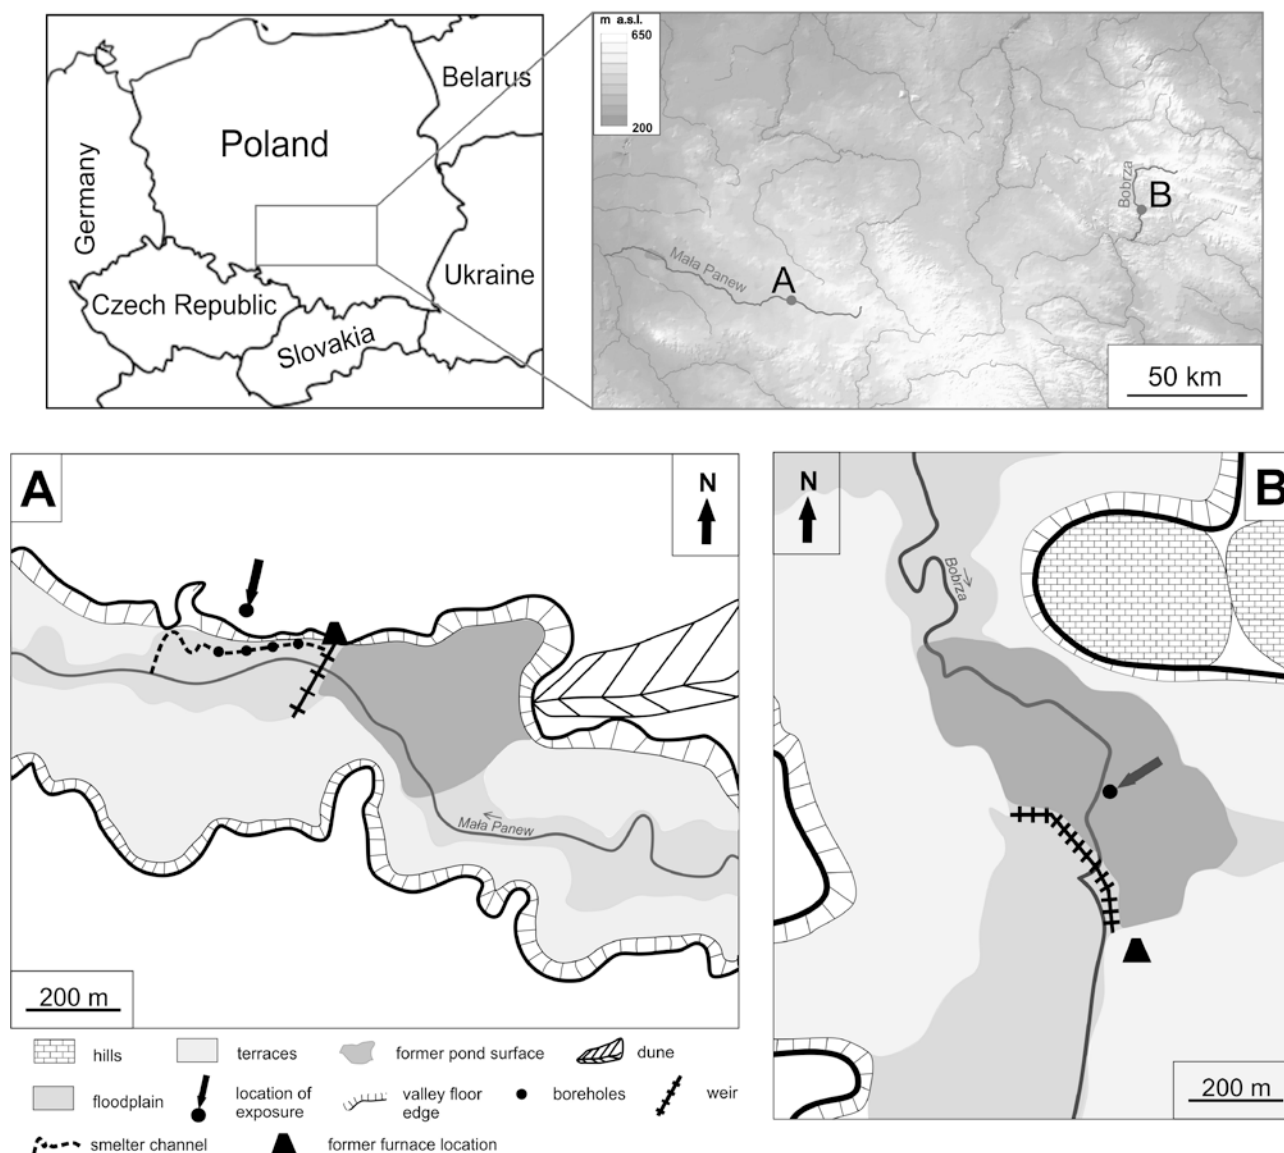 Belarus
Poland
Germany
Ukraine
Czech Republic
Slovakia
m a.s.l.
650
200
Bobrza
B
Mała Panew
A
50 km
A
N
Mała Panew
200 m
N
B
Bobrza
200 m
hills
terraces
former pond surface
dune
floodplain
location of
exposure
valley floor
edge
boreholes
weir
smelter channel
former furnace location